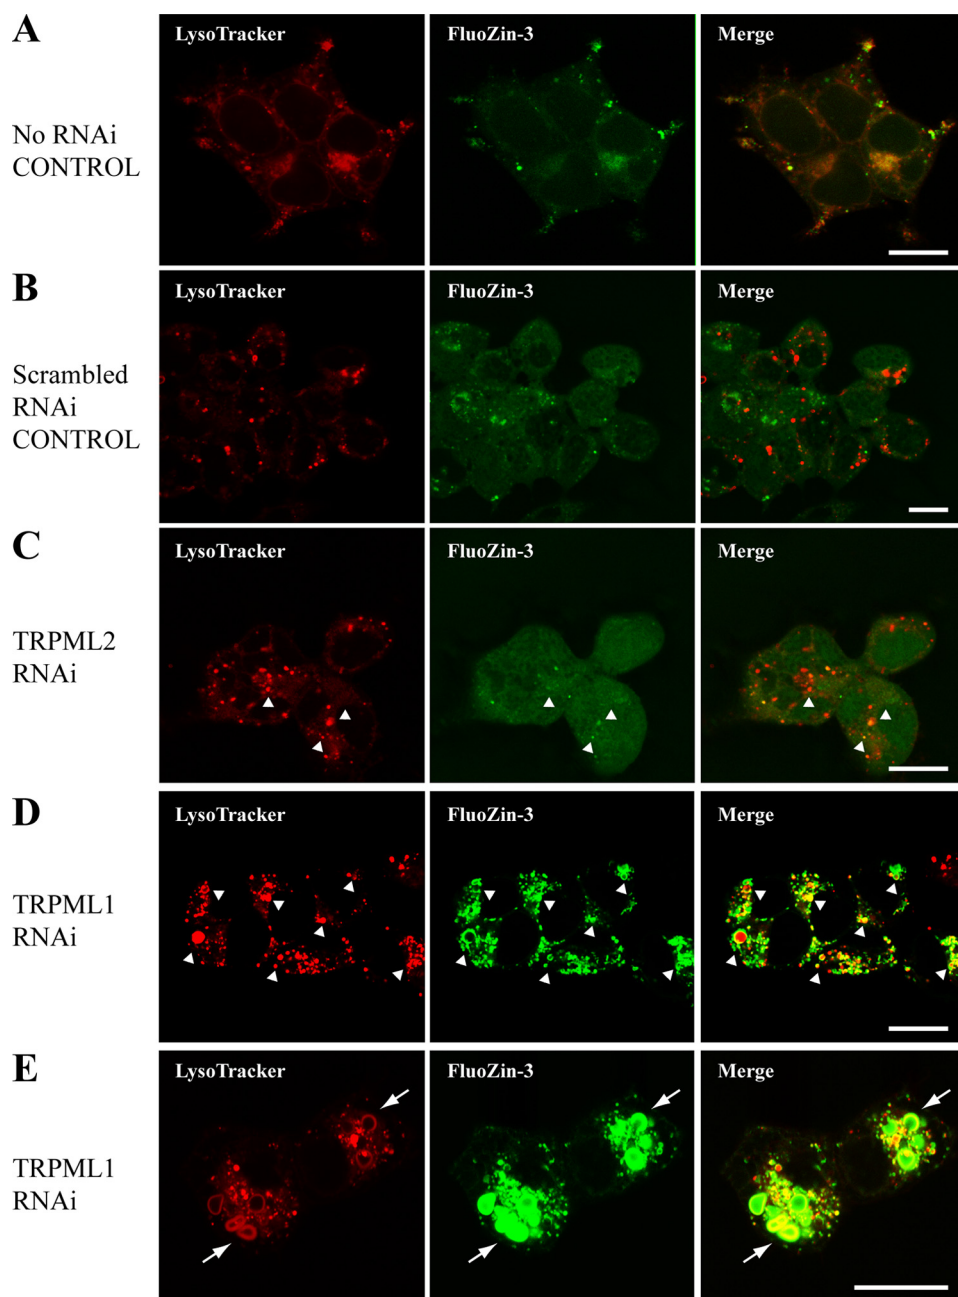 A
No RNAi
CONTROL
LysoTracker
FluoZin-3
Merge
B
Scrambled
RNAi
CONTROL
LysoTracker
FluoZin-3
Merge
C
TRPML2
RNAi
LysoTracker
FluoZin-3
Merge
D
TRPML1
RNAi
LysoTracker
FluoZin-3
Merge
E
TRPML1
RNAi
LysoTracker
FluoZin-3
Merge